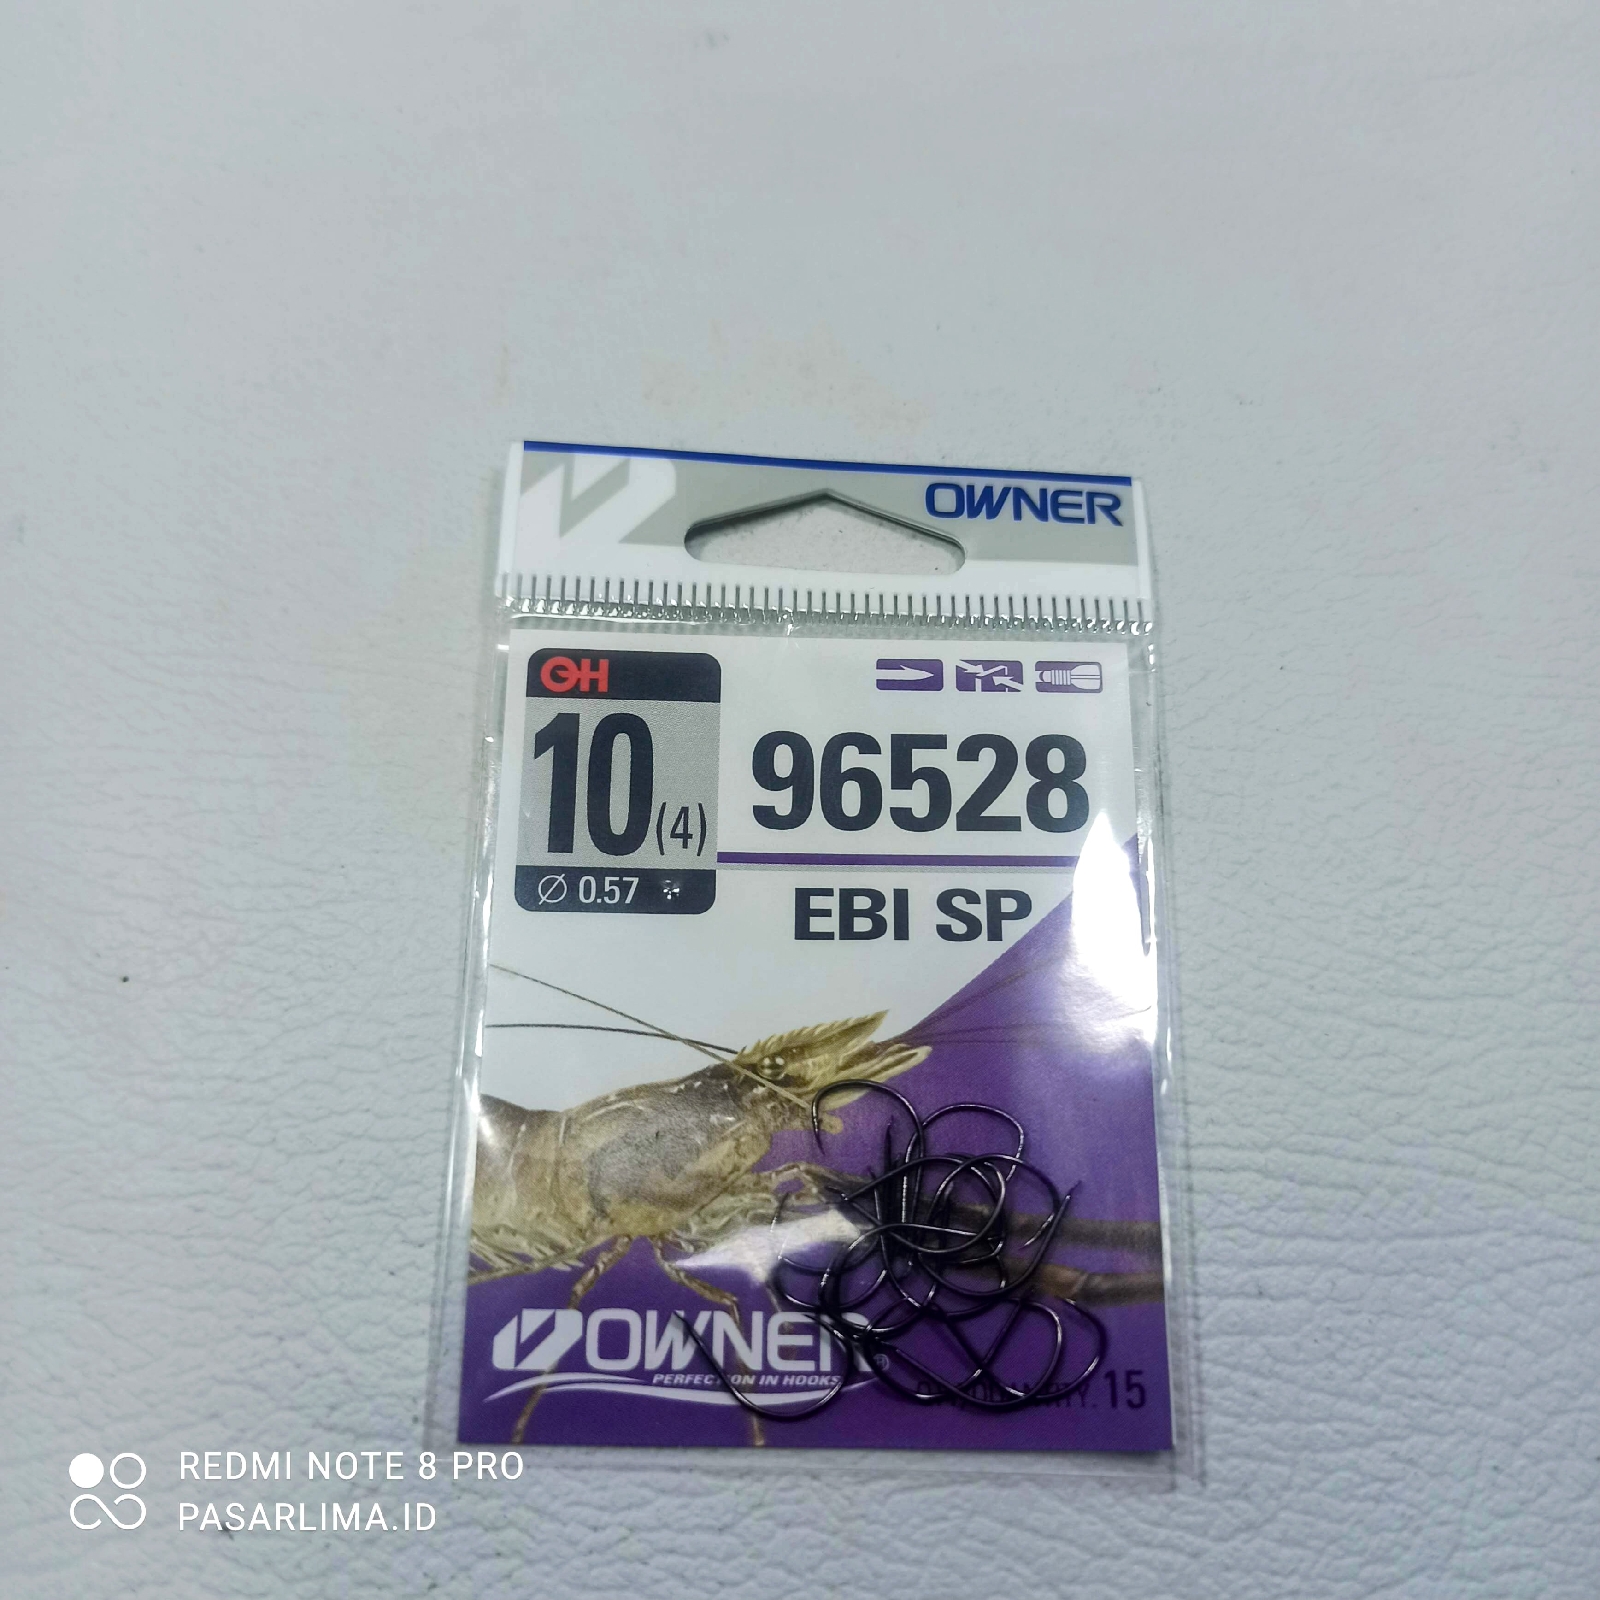 OWNER
OH
10(4)
Ø 0.57
96528
EBI SP
OWNER®
PERFECTION IN HOOKS
15
REDMI NOTE 8 PRO
PASARLIMA.ID